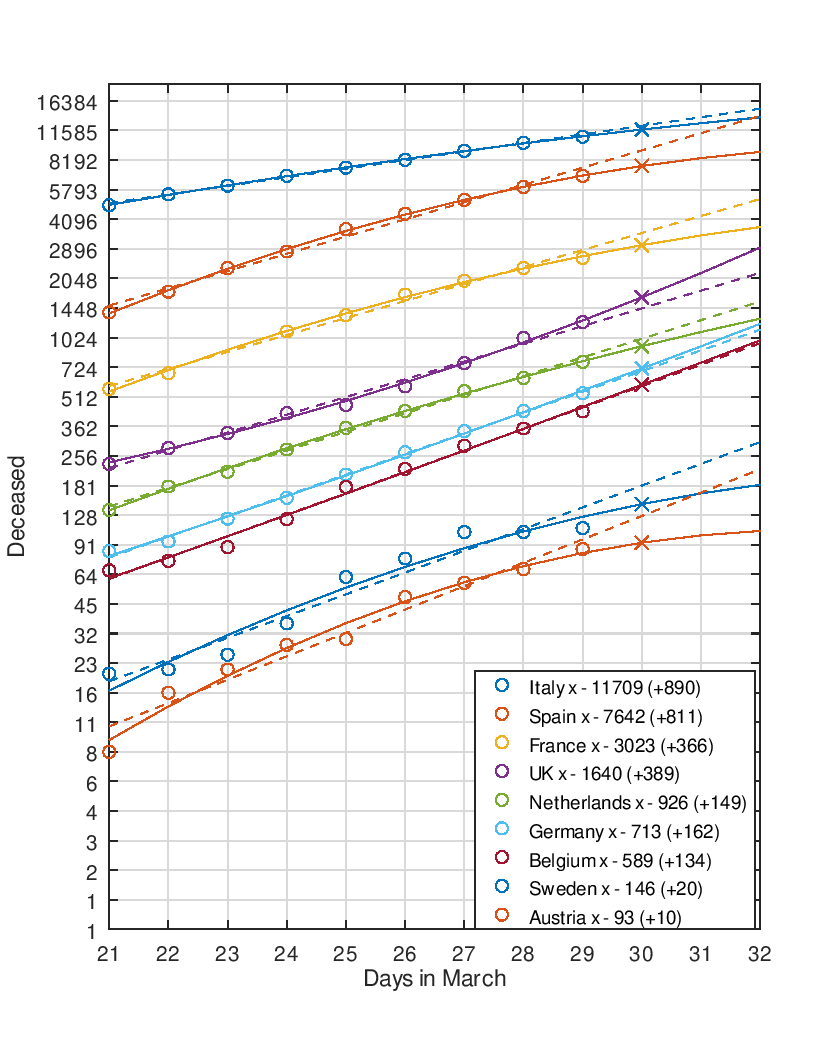 16384
11585
8192
5793
4096
2896
2048
1448
1024
724
512
362
256
181
128
91
64
45
32
23
16
11
8
6
4
3
2
1
1
Deceased
21 22 23 24 25 26 27 28 29 30 31 32
Days in March
Italy x - 11709 (+890)
Spain x - 7642 (+811)
France x - 3023 (+366)
UK x - 1640 (+389)
Netherlands x - 926 (+149)
Germany x - 713 (+162)
Belgium x - 589 (+134)
Sweden x - 146 (+20)
Austria x - 93 (+10)